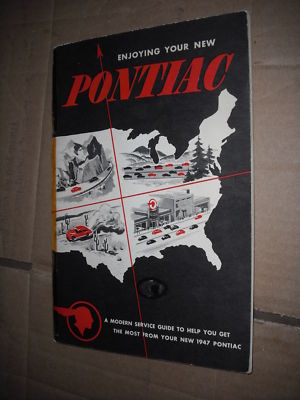 ENJOYING YOUR NEW
PONTIAC
A MODERN SERVICE GUIDE TO HELP YOU GET
THE MOST FROM YOUR NEW 1947 PONTIAC